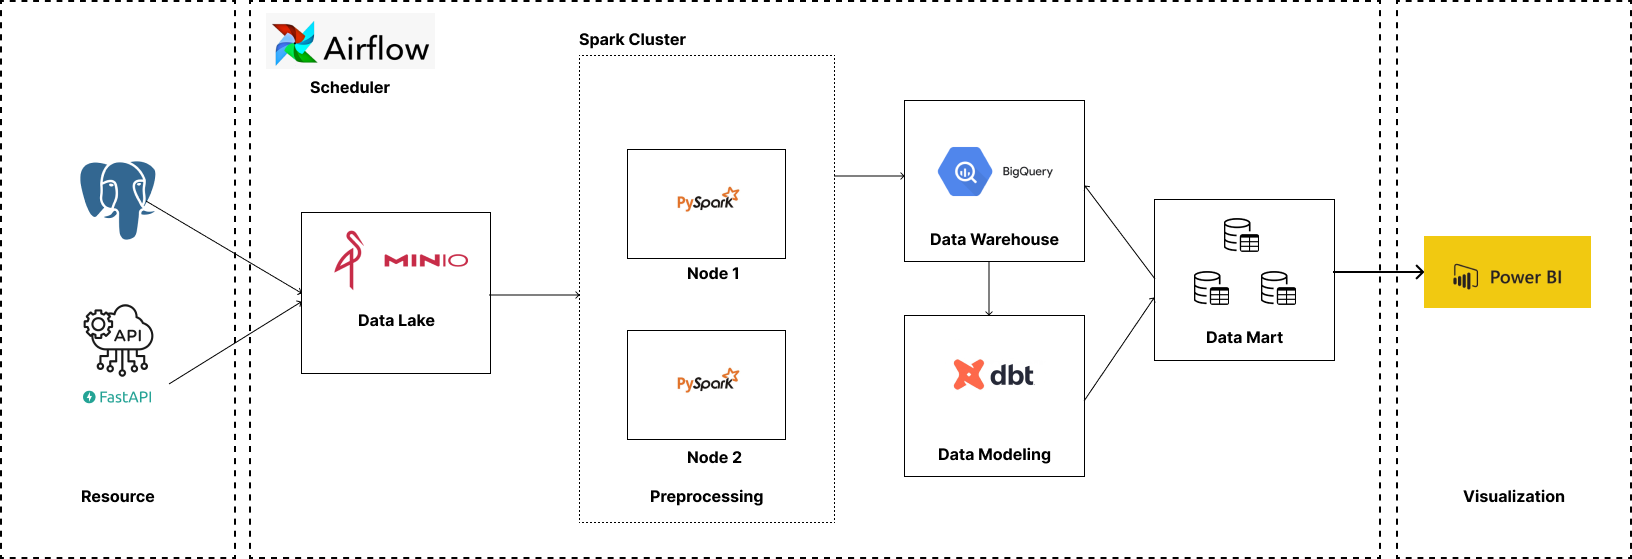 Airflow
Scheduler
Spark Cluster
API
FastAPI
Resource
MINIO
Data Lake
PySpark
Node 1
PySpark
Node 2
Preprocessing
BigQuery
Data Warehouse
dbt
Data Modeling
Data Mart
Power BI
Visualization